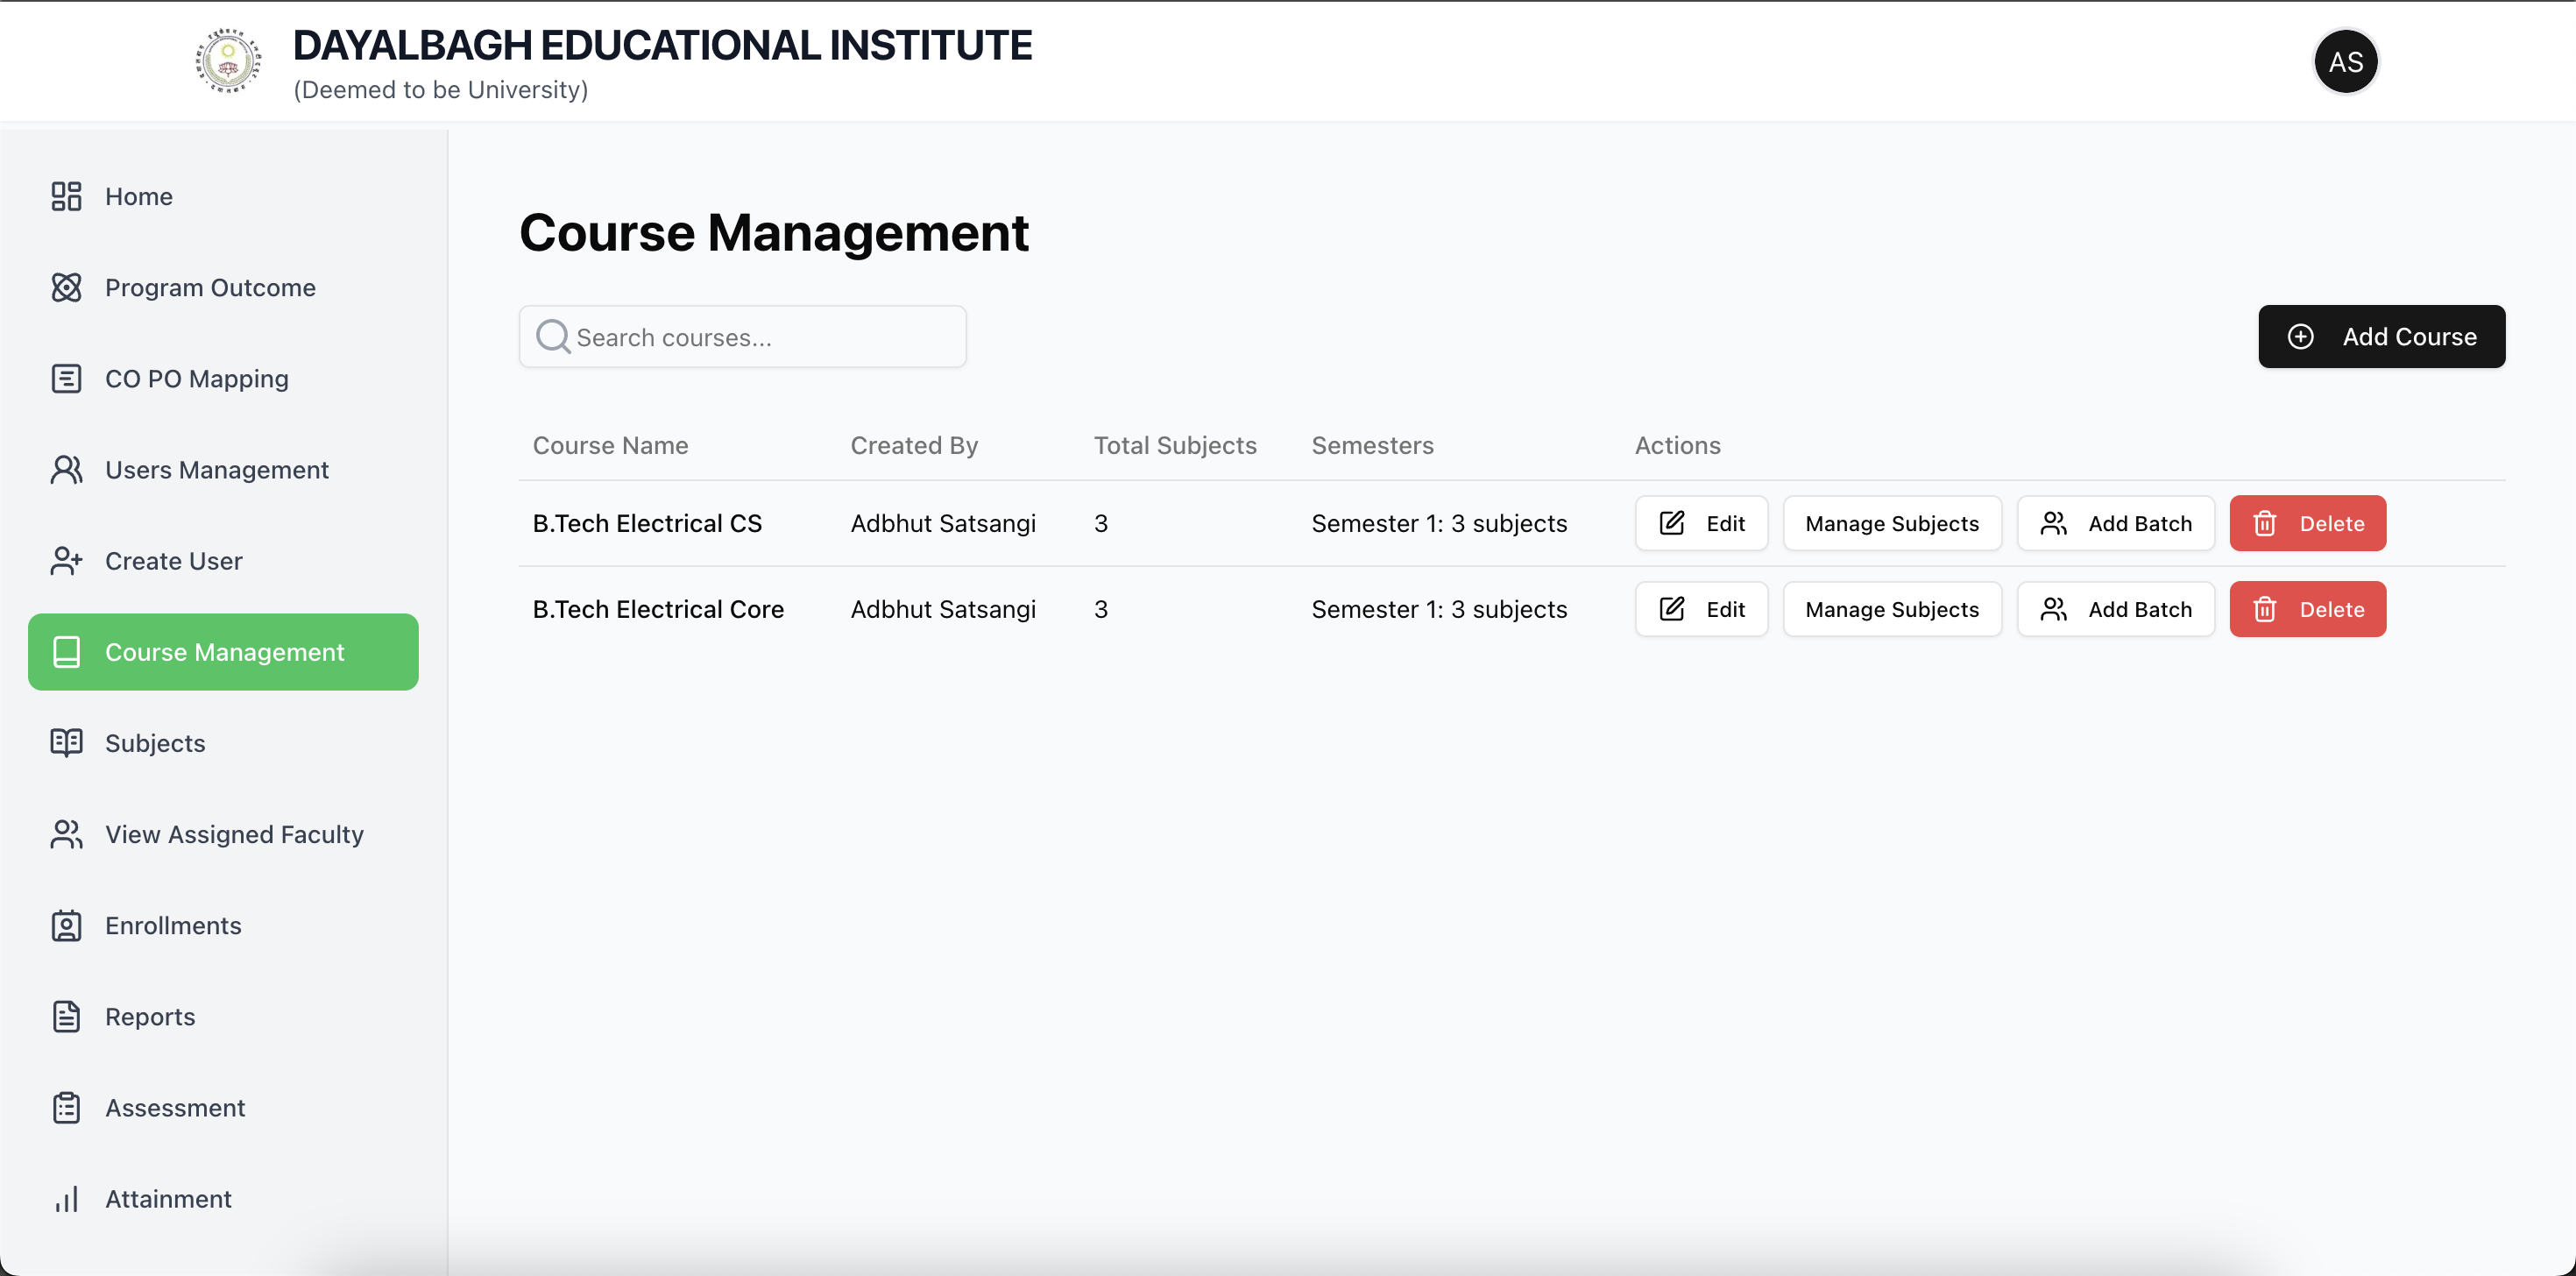 DAYALBAGH EDUCATIONAL INSTITUTE
(Deemed to be University)
AS
Home
Program Outcome
CO PO Mapping
Users Management
Create User
Course Management
Subjects
View Assigned Faculty
Enrollments
Reports
Assessment
Attainment
Course Management
Search courses...
Add Course
Course Name Created By Total Subjects Semesters Actions
B.Tech Electrical CS Adbhut Satsangi 3 Semester 1: 3 subjects Edit Manage Subjects Add Batch Delete
B.Tech Electrical Core Adbhut Satsangi 3 Semester 1: 3 subjects Edit Manage Subjects Add Batch Delete